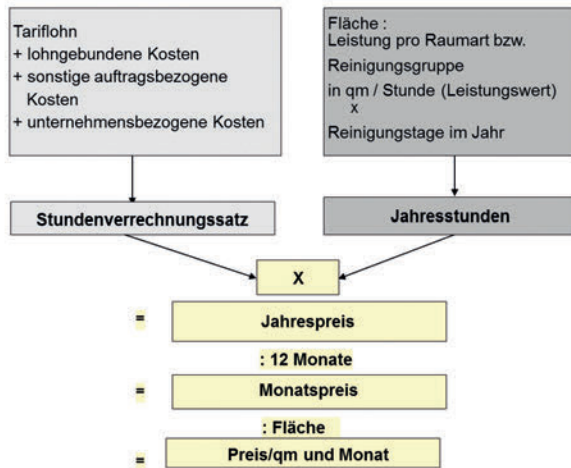 Tariflohn
+ lohngebundene Kosten
+ sonstige auftragsbezogene
Kosten
+ unternehmensbezogene Kosten
Fläche :
Leistung pro Raumart bzw.
Reinigungsgruppe
in qm / Stunde (Leistungswert)
x
Reinigungstage im Jahr
Stundenverrechnungssatz
Jahresstunden
X
= Jahrespreis
: 12 Monate
= Monatspreis
: Fläche
= Preis/qm und Monat